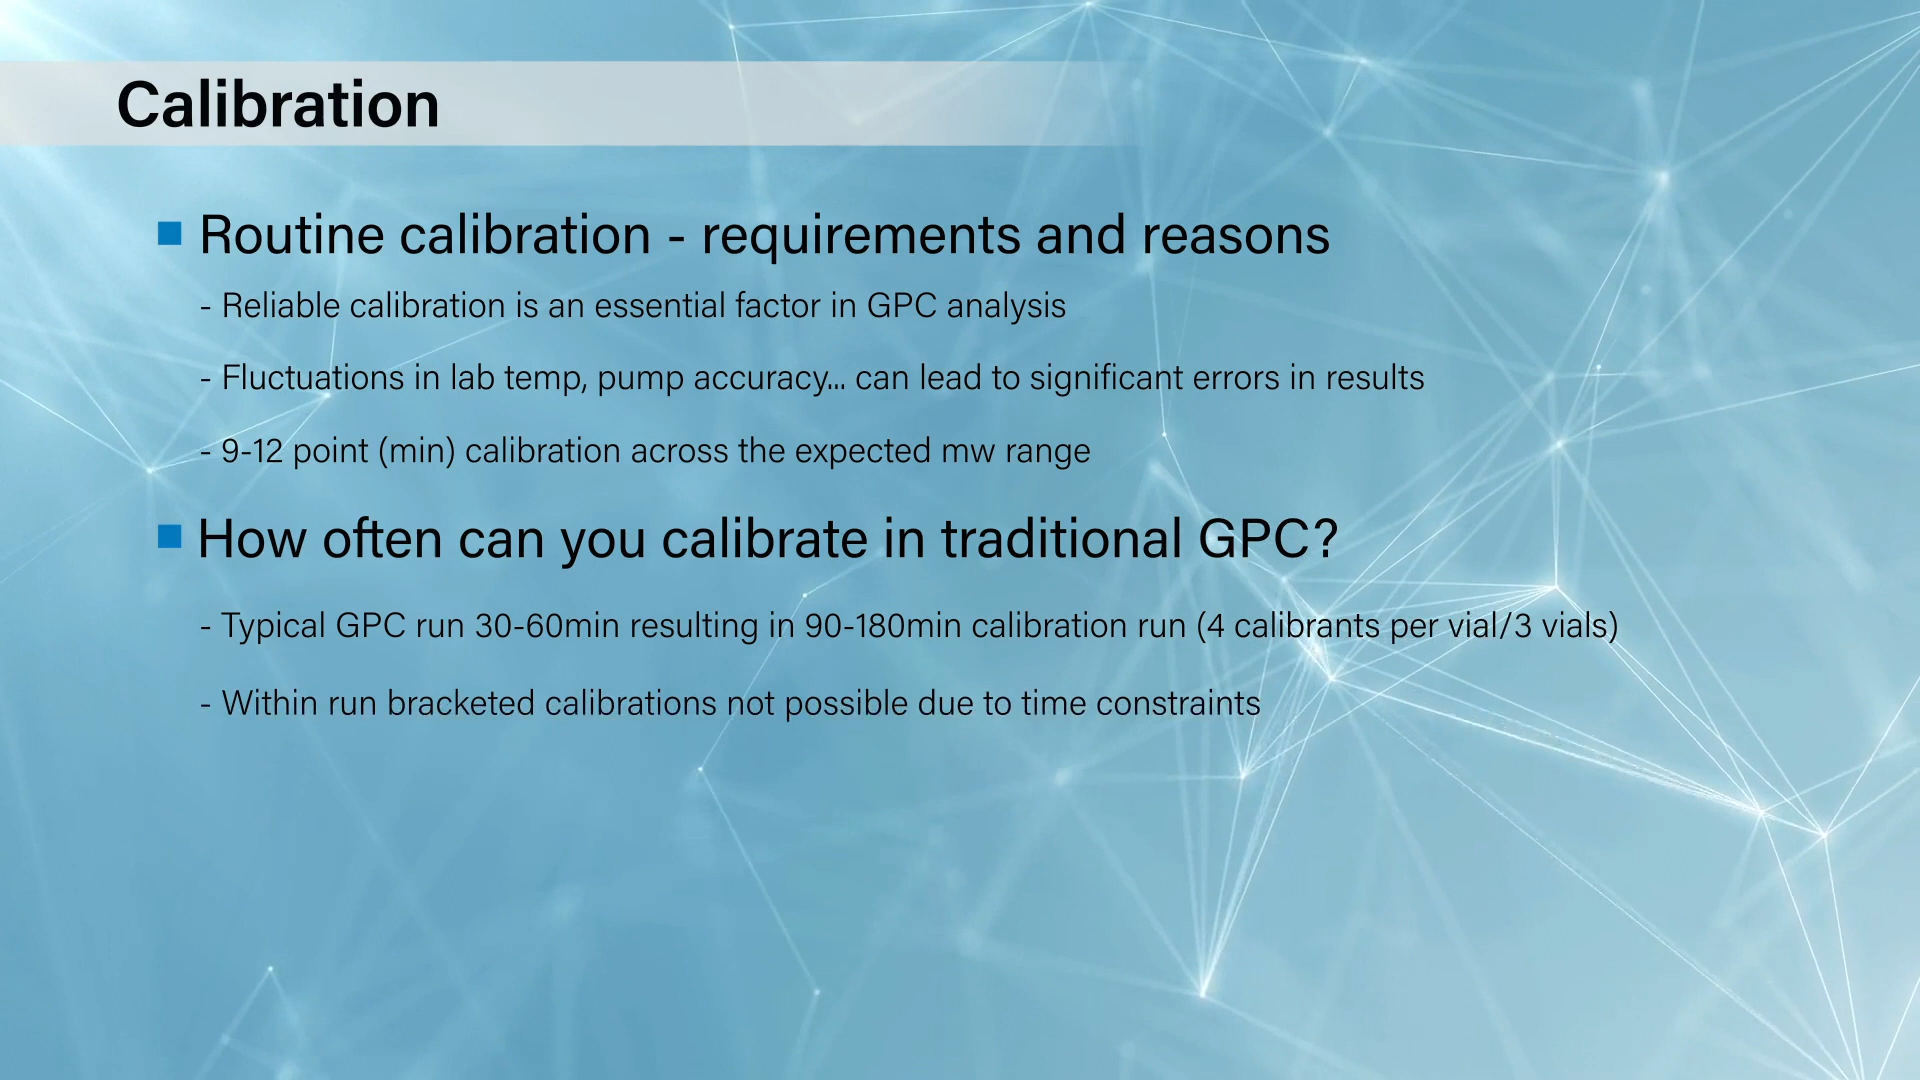 Calibration
Routine calibration - requirements and reasons
- Reliable calibration is an essential factor in GPC analysis
- Fluctuations in lab temp, pump accuracy... can lead to significant errors in results
- 9-12 point (min) calibration across the expected mw range
How often can you calibrate in traditional GPC?
- Typical GPC run 30-60min resulting in 90-180min calibration run (4 calibrants per vial/3 vials)
- Within run bracketed calibrations not possible due to time constraints